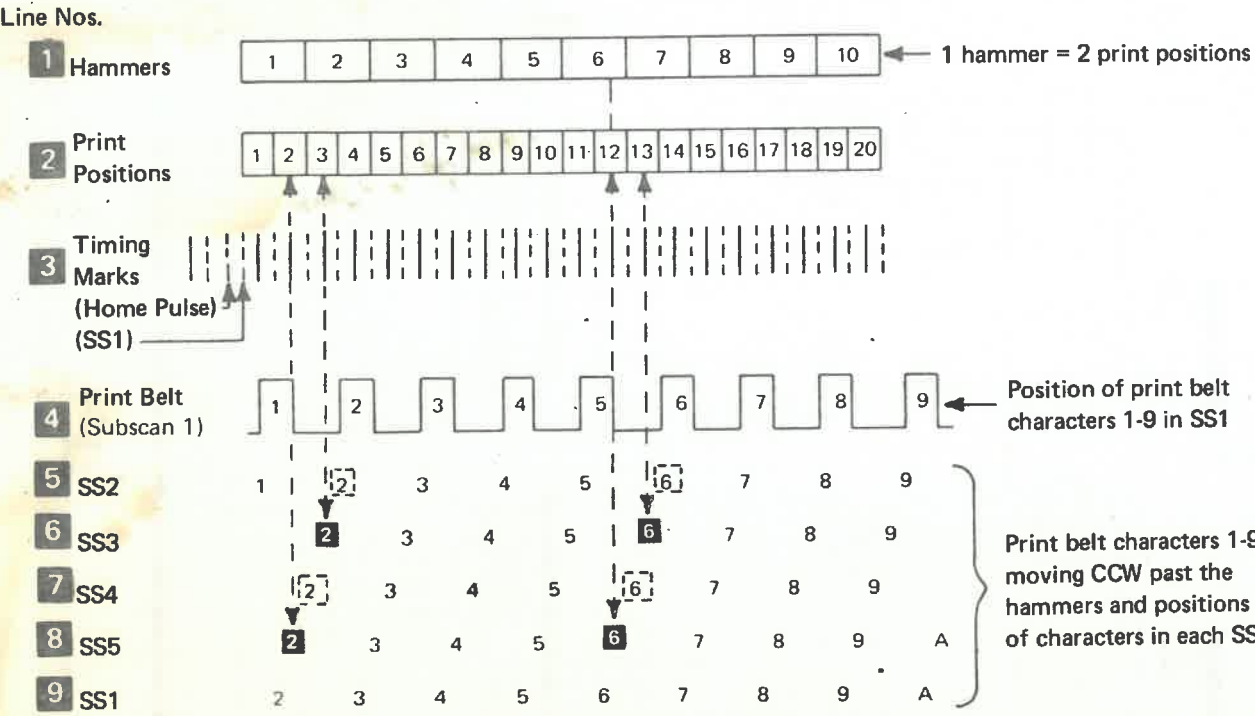 Line Nos.
1 Hammers 1 2 3 4 5 6 7 8 9 10 1 hammer = 2 print positions
2 Print Positions 1 2 3 4 5 6 7 8 9 10 11 12 13 14 15 16 17 18 19 20
3 Timing
Marks
(Home Pulse)
(SS1)
4 Print Belt
(Subscan 1) 1 2 3 4 5 6 7 8 9 Position of print belt
characters 1-9 in SS1
5 SS2 1 2 3 4 5 6 7 8 9
6 SS3 2 3 4 5 6 7 8 9
7 SS4 2 3 4 5 6 7 8 9
8 SS5 2 3 4 5 6 7 8 9 A
9 SS1 2 3 4 5 6 7 8 9 A
Print belt characters 1-9
moving CCW past the
hammers and positions
of characters in each SS